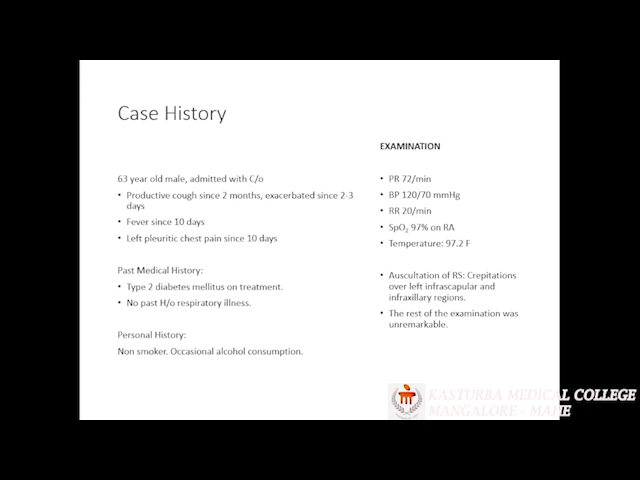 Case History
63 year old male, admitted with C/o
• Productive cough since 2 months, exacerbated since 2-3
days
• Fever since 10 days
• Left pleuritic chest pain since 10 days
Past Medical History:
• Type 2 diabetes mellitus on treatment.
• No past H/o respiratory illness.
Personal History:
Non smoker. Occasional alcohol consumption.
EXAMINATION
• PR 72/min
• BP 120/70 mmHg
• RR 20/min
• SpO₂ 97% on RA
• Temperature: 97.2 F
• Auscultation of RS: Crepitations
over left infrascapular and
infraxillary regions.
• The rest of the examination was
unremarkable.
KASTURBA MEDICAL COLLEGE
MANGALORE - MAHE